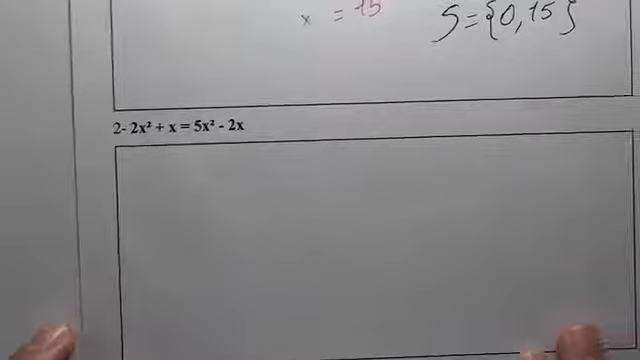 x = 15 S={0,15}
2- 2x² + x = 5x² - 2x